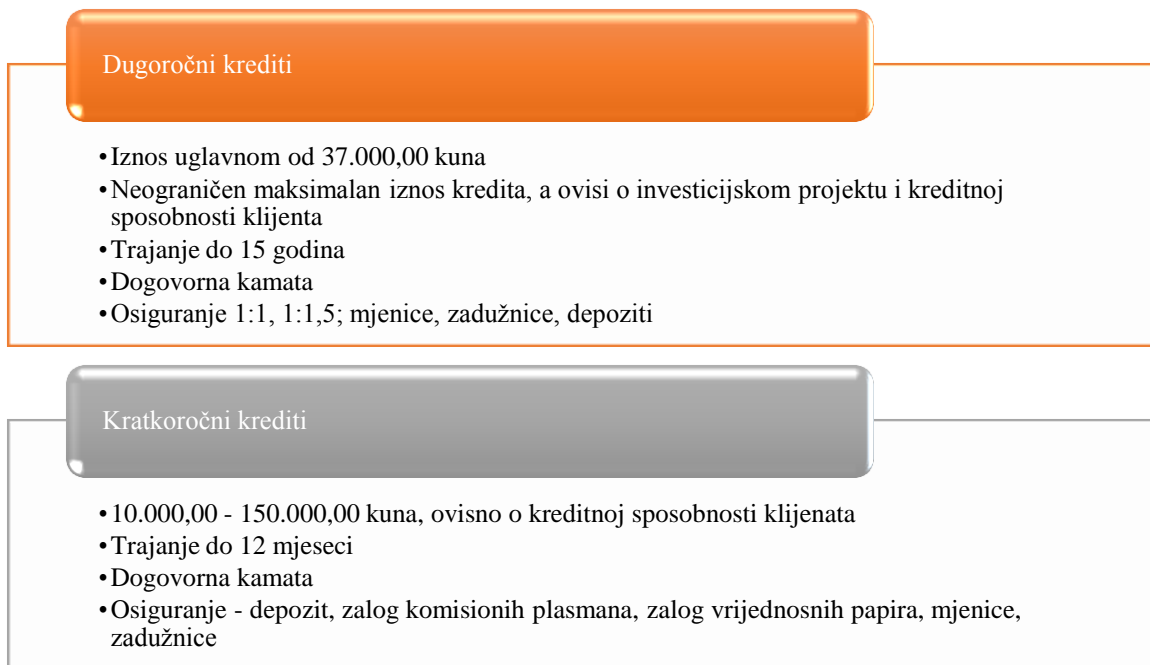 Dugoročni krediti
•Iznos uglavnom od 37.000,00 kuna
•Neograničen maksimalan iznos kredita, a ovisi o investicijskom projektu i kreditnoj
sposobnosti klijenta
•Trajanje do 15 godina
•Dogovorna kamata
•Osiguranje 1:1, 1:1,5; mjenice, zadužnice, depoziti
Kratkoročni krediti
•10.000,00 - 150.000,00 kuna, ovisno o kreditnoj sposobnosti klijenata
•Trajanje do 12 mjeseci
•Dogovorna kamata
•Osiguranje - depozit, zalog komisionih plasmana, zalog vrijednosnih papira, mjenice,
zadužnice